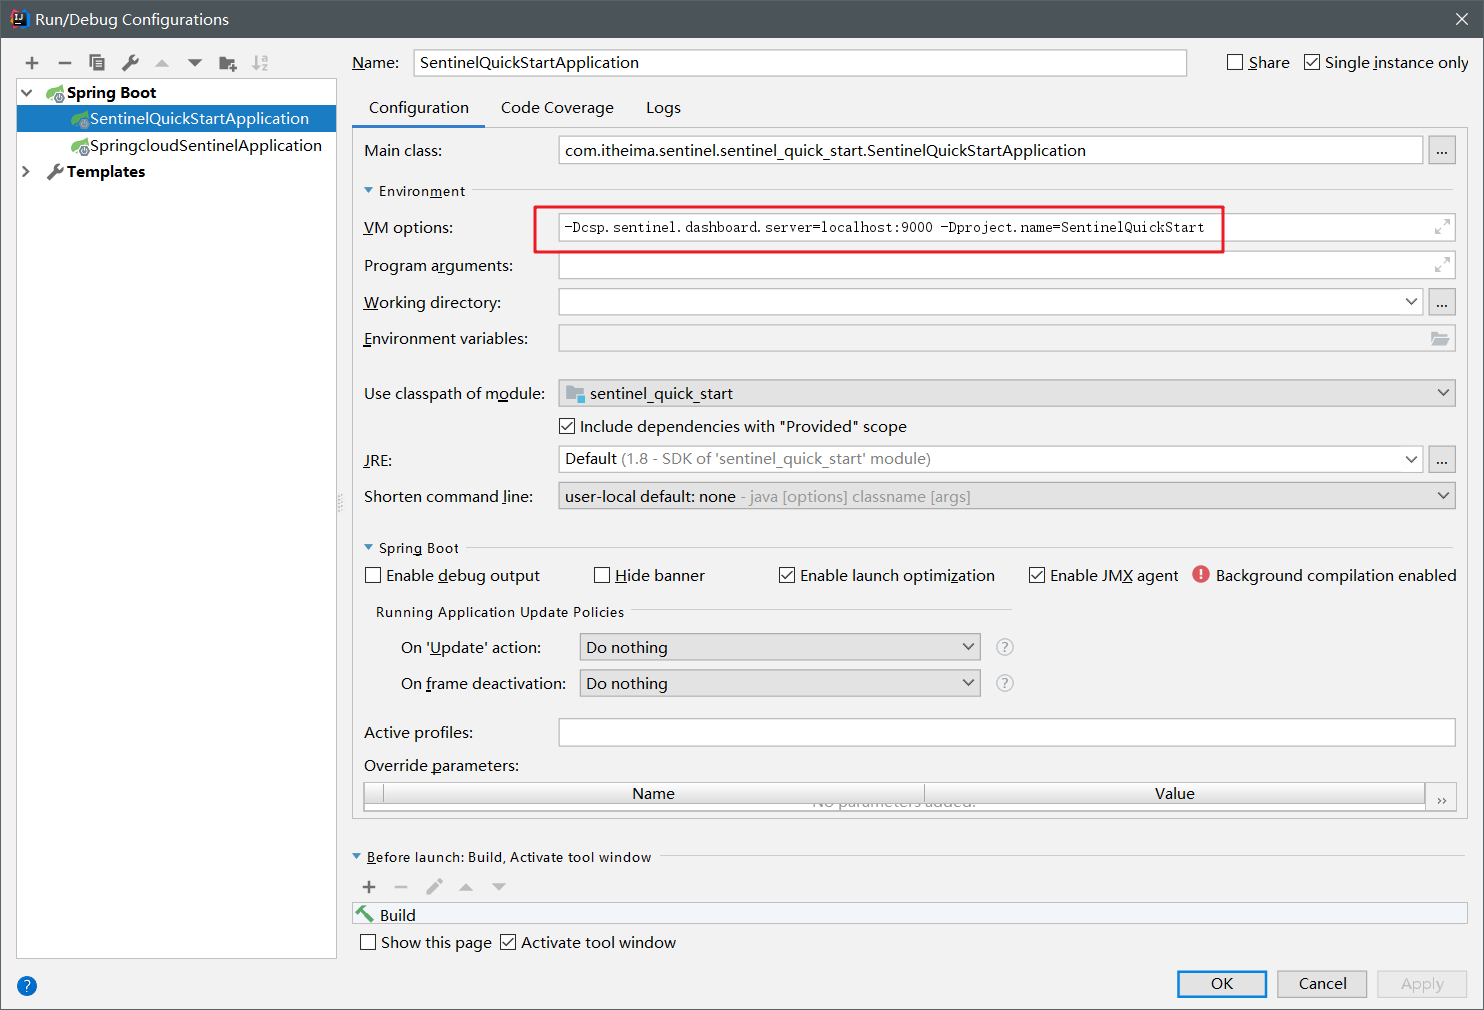 Run/Debug Configurations
Name: SentinelQuickStartApplication Share Single instance only
Spring Boot
SentinelQuickStartApplication
SpringcloudSentinelApplication
Templates
Configuration Code Coverage Logs
Main class: com.itheima.sentinel.sentinel_quick_start.SentinelQuickStartApplication ...
Environment
VM options: -Dcsp.sentinel.dashboard.server=localhost:9000 -Dproject.name=SentinelQuickStart
Program arguments:
Working directory: ...
Environment variables:
Use classpath of module: sentinel_quick_start
Include dependencies with "Provided" scope
JRE: Default (1.8 - SDK of 'sentinel_quick_start' module) ...
Shorten command line: user-local default: none - java [options] classname [args]
Spring Boot
Enable debug output Hide banner Enable launch optimization Enable JMX agent Background compilation enabled
Running Application Update Policies
On 'Update' action: Do nothing ?
On frame deactivation: Do nothing ?
Active profiles:
Override parameters:
Name Value
No parameters added. »
Before launch: Build, Activate tool window
Build
Show this page Activate tool window
? OK Cancel Apply